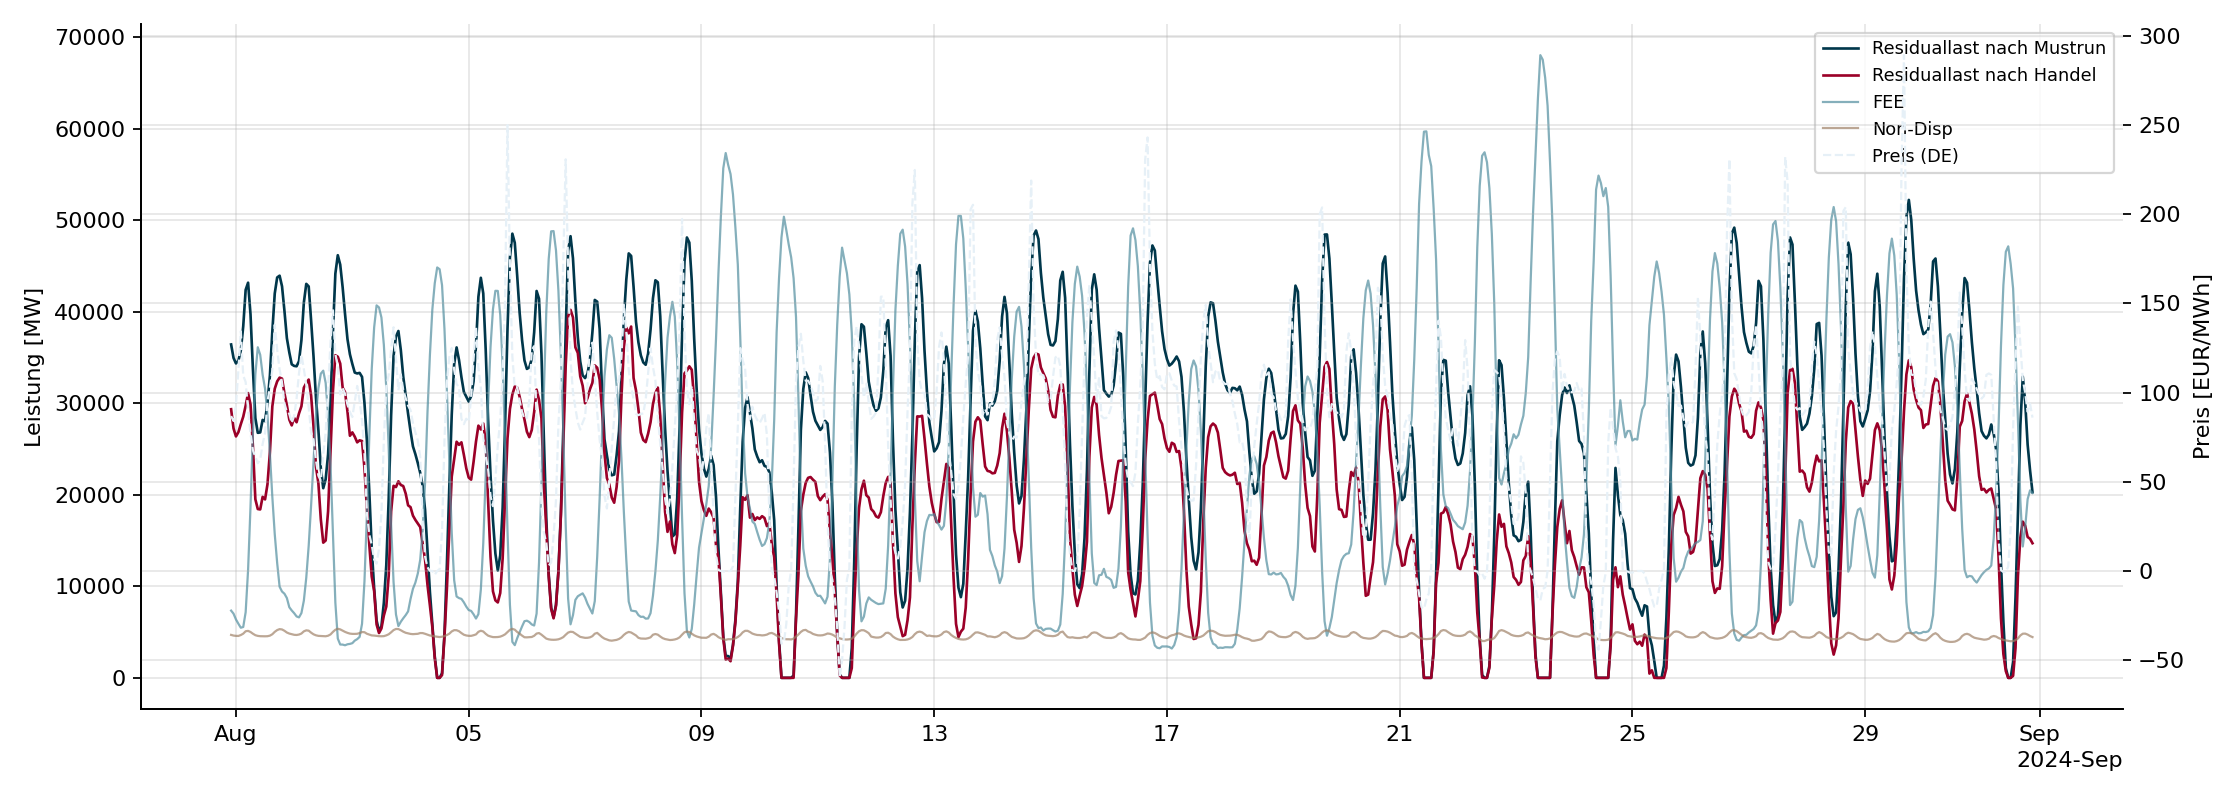 70000
60000
50000
40000
30000
20000
10000
0
Leistung [MW]
Residuallast nach Mustrun
Residuallast nach Handel
FEE
Non-Disp
Preis (DE)
300
250
200
150
100
50
0
−50
Preis [EUR/MWh]
Aug
05
09
13
17
21
25
29
Sep
2024-Sep